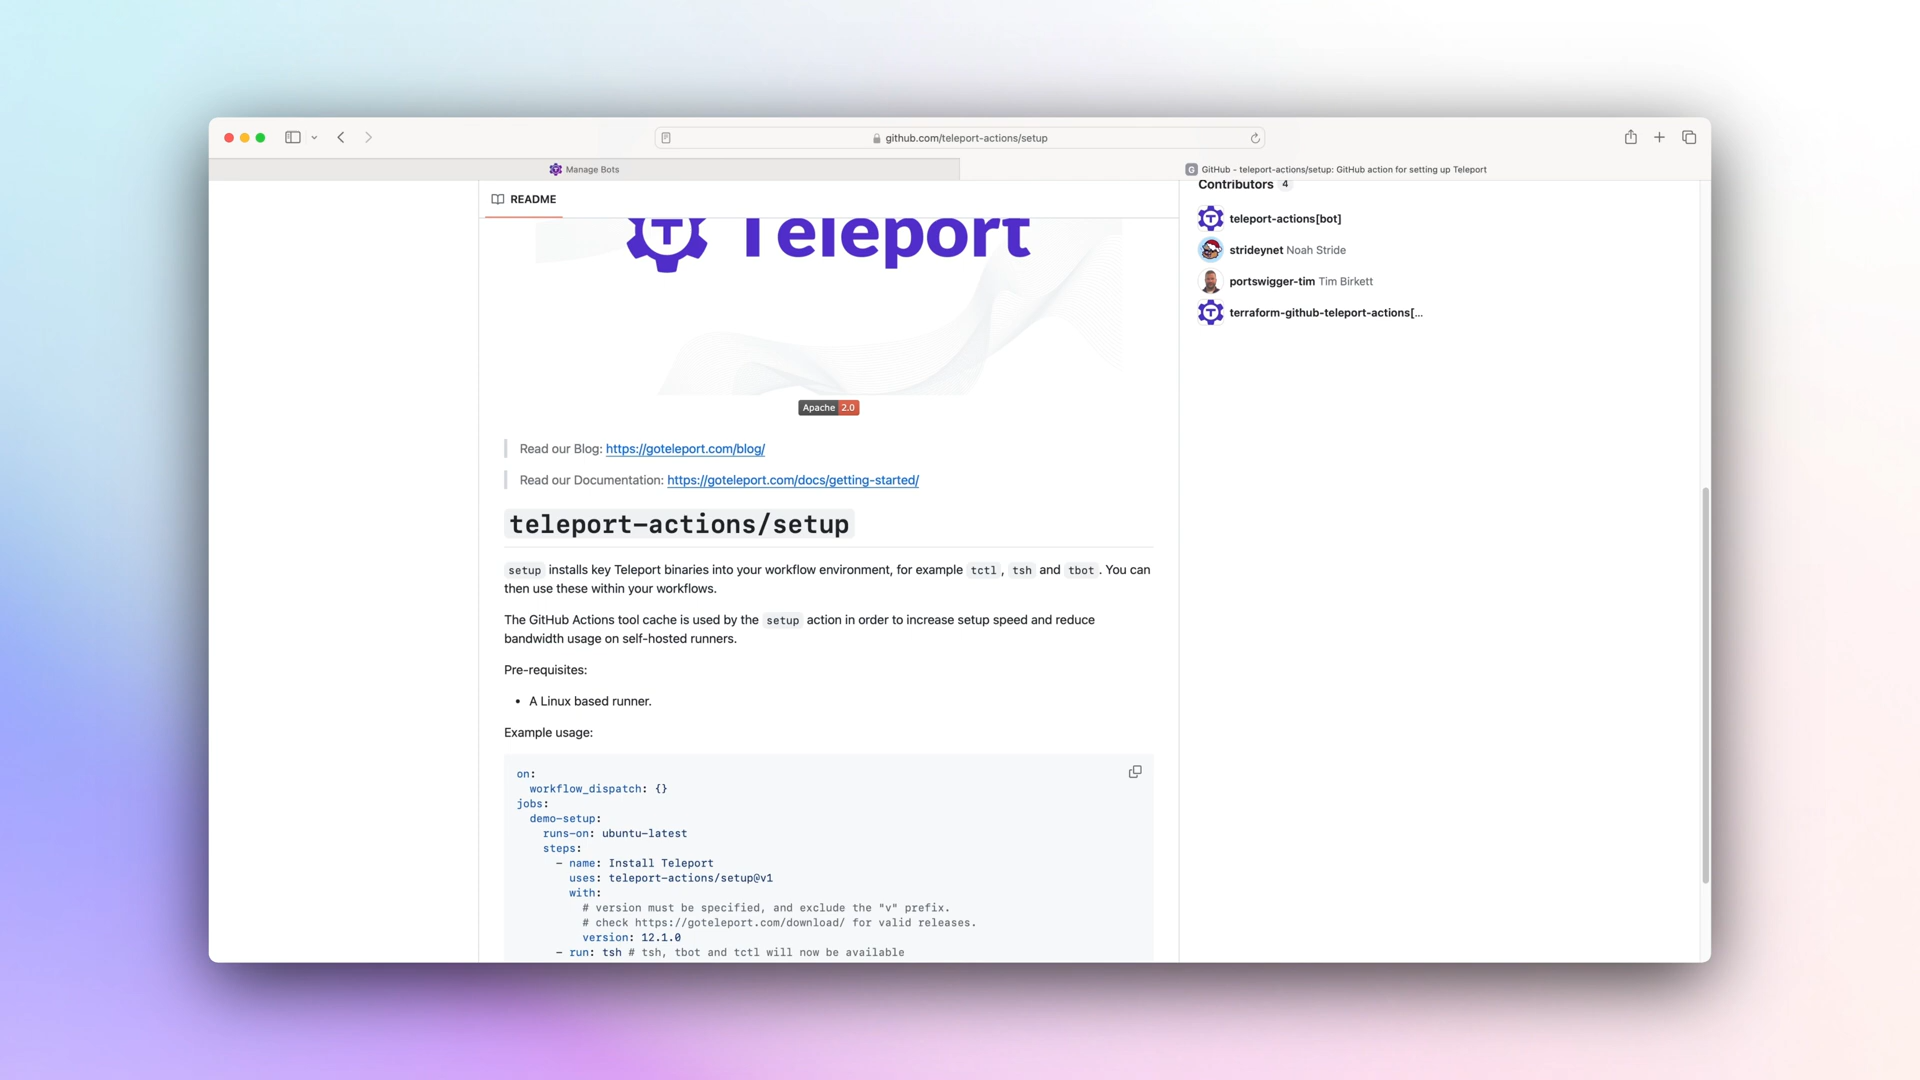 github.com/teleport-actions/setup
Manage Bots
GitHub - teleport-actions/setup: GitHub action for setting up Teleport
README
Teleport
Apache 2.0
Read our Blog: https://goteleport.com/blog/
Read our Documentation: https://goteleport.com/docs/getting-started/
teleport-actions/setup
setup installs key Teleport binaries into your workflow environment, for example tctl, tsh and tbot. You can
then use these within your workflows.
The GitHub Actions tool cache is used by the setup action in order to increase setup speed and reduce
bandwidth usage on self-hosted runners.
Pre-requisites:
• A Linux based runner.
Example usage:
on:
  workflow_dispatch: {}
jobs:
  demo-setup:
    runs-on: ubuntu-latest
    steps:
      - name: Install Teleport
        uses: teleport-actions/setup@v1
        with:
          # version must be specified, and exclude the "v" prefix.
          # check https://goteleport.com/download/ for valid releases.
          version: 12.1.0
      - run: tsh # tsh, tbot and tctl will now be available
Contributors 4
teleport-actions[bot]
strideynet Noah Stride
portswigger-tim Tim Birkett
terraform-github-teleport-actions[...